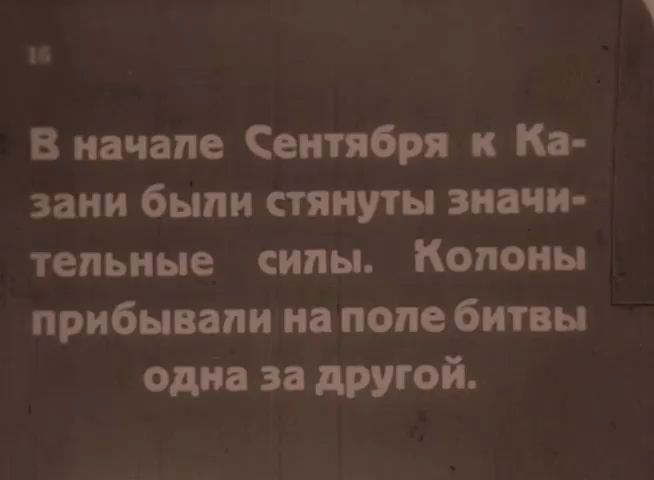 16
В начале Сентября к Ка-
зани были стянуты значи-
тельные силы. Колоны
прибывали на поле битвы
одна за другой.